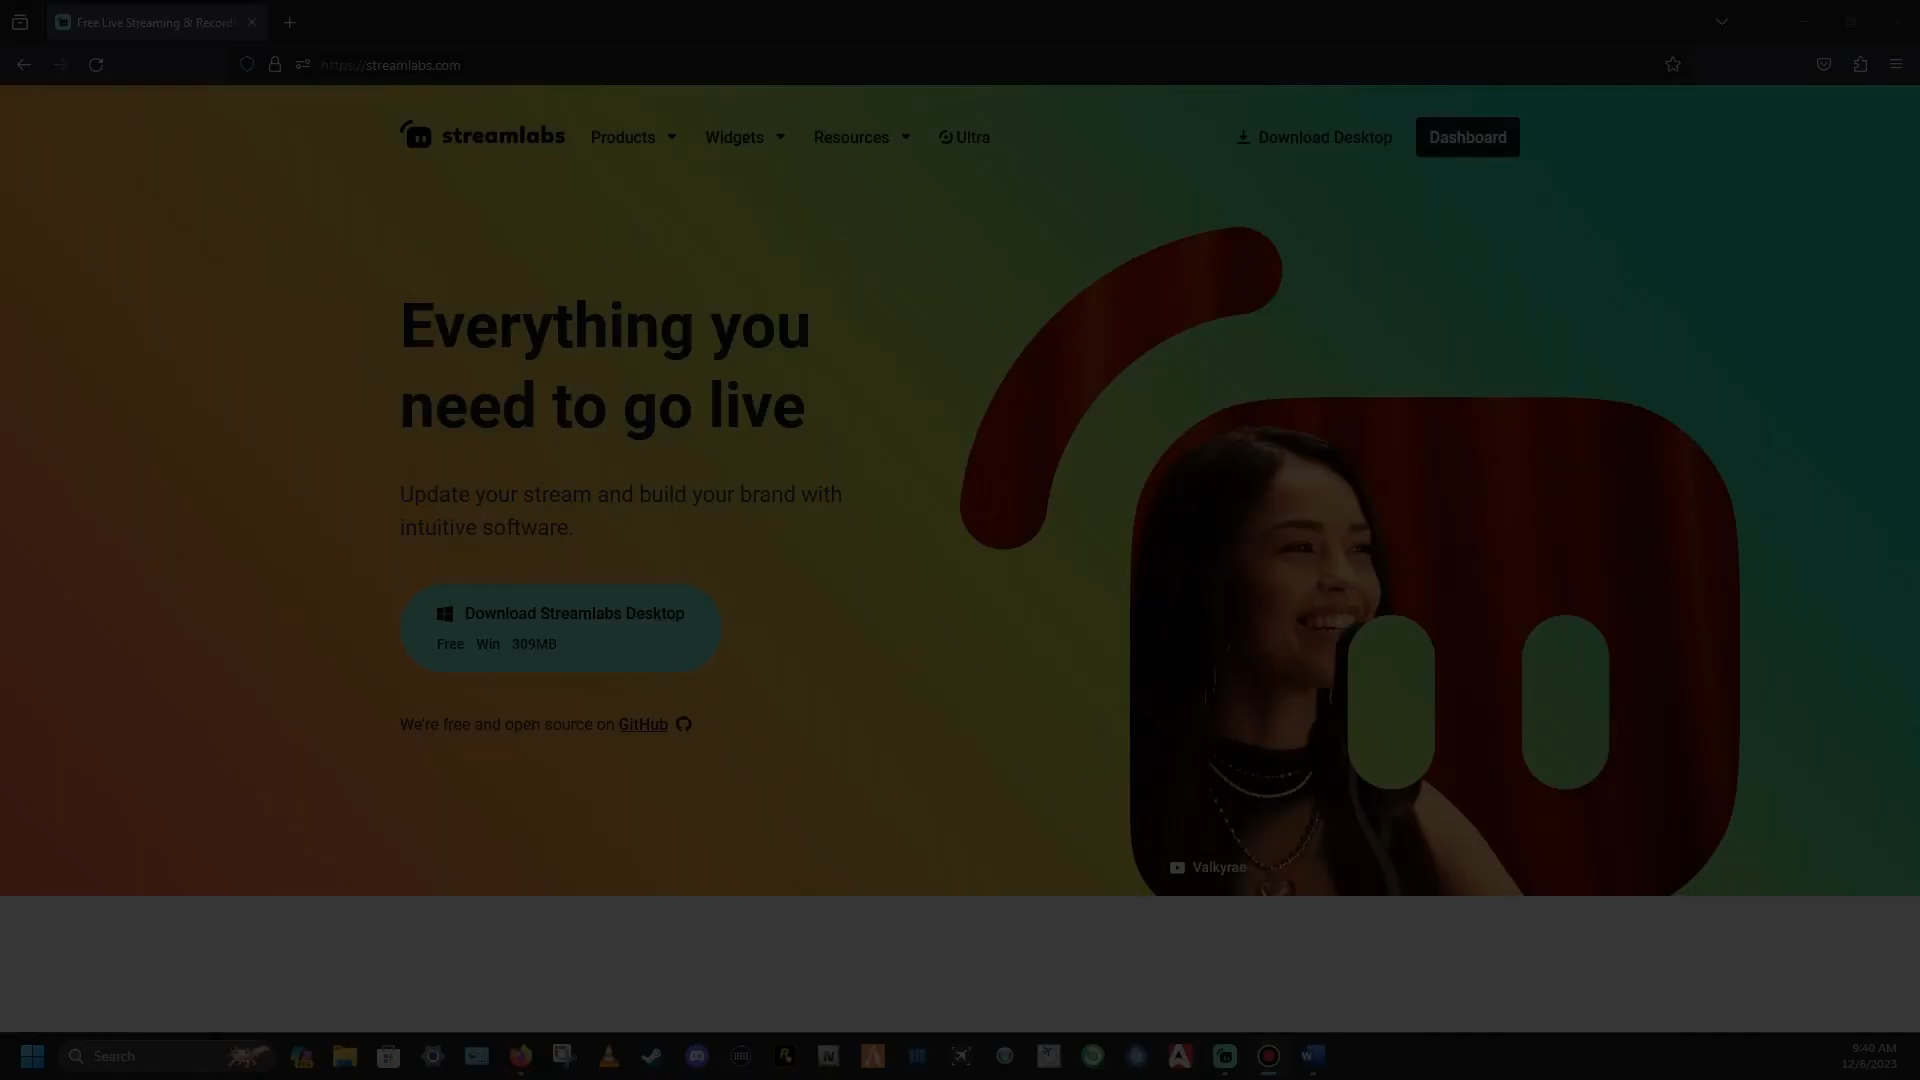 Free Live Streaming & Record
https://streamlabs.com
streamlabs Products Widgets Resources Ultra Download Desktop Dashboard
Everything you
need to go live
Update your stream and build your brand with
intuitive software.
Download Streamlabs Desktop
Free Win 309MB
We're free and open source on GitHub
Valkyrae
Search
9:40 AM
12/6/2023